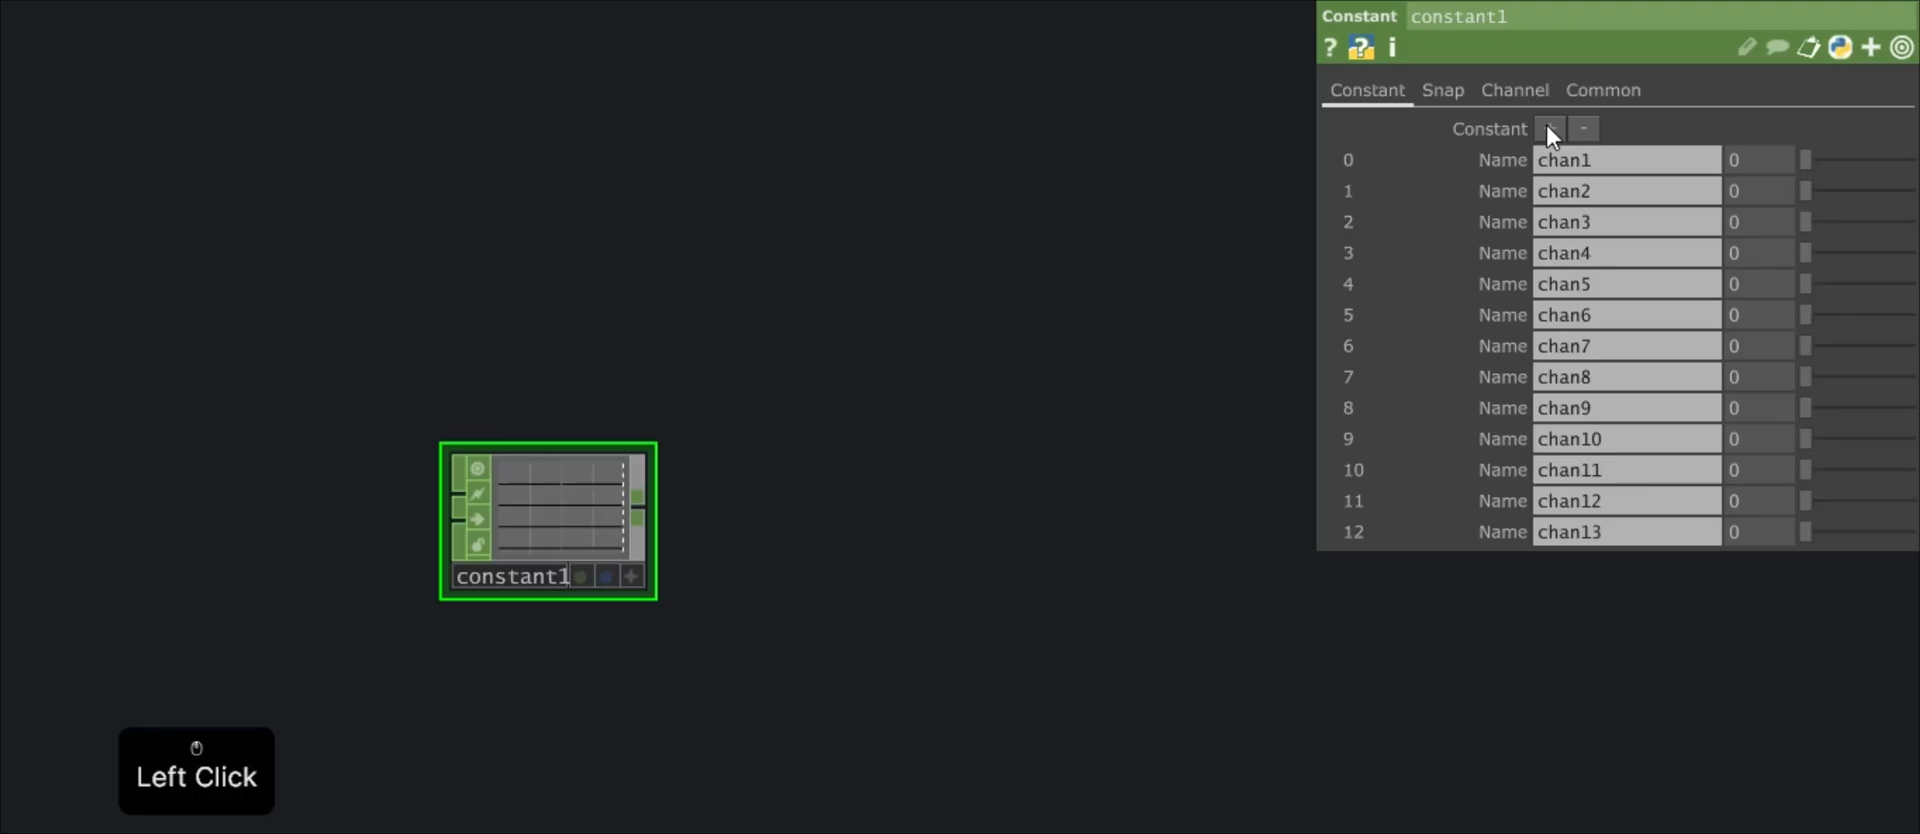 Constant constant1
? ? i
Constant Snap Channel Common
Constant + -
0 Name chan1 0
1 Name chan2 0
2 Name chan3 0
3 Name chan4 0
4 Name chan5 0
5 Name chan6 0
6 Name chan7 0
7 Name chan8 0
8 Name chan9 0
9 Name chan10 0
10 Name chan11 0
11 Name chan12 0
12 Name chan13 0
constant1
Left Click